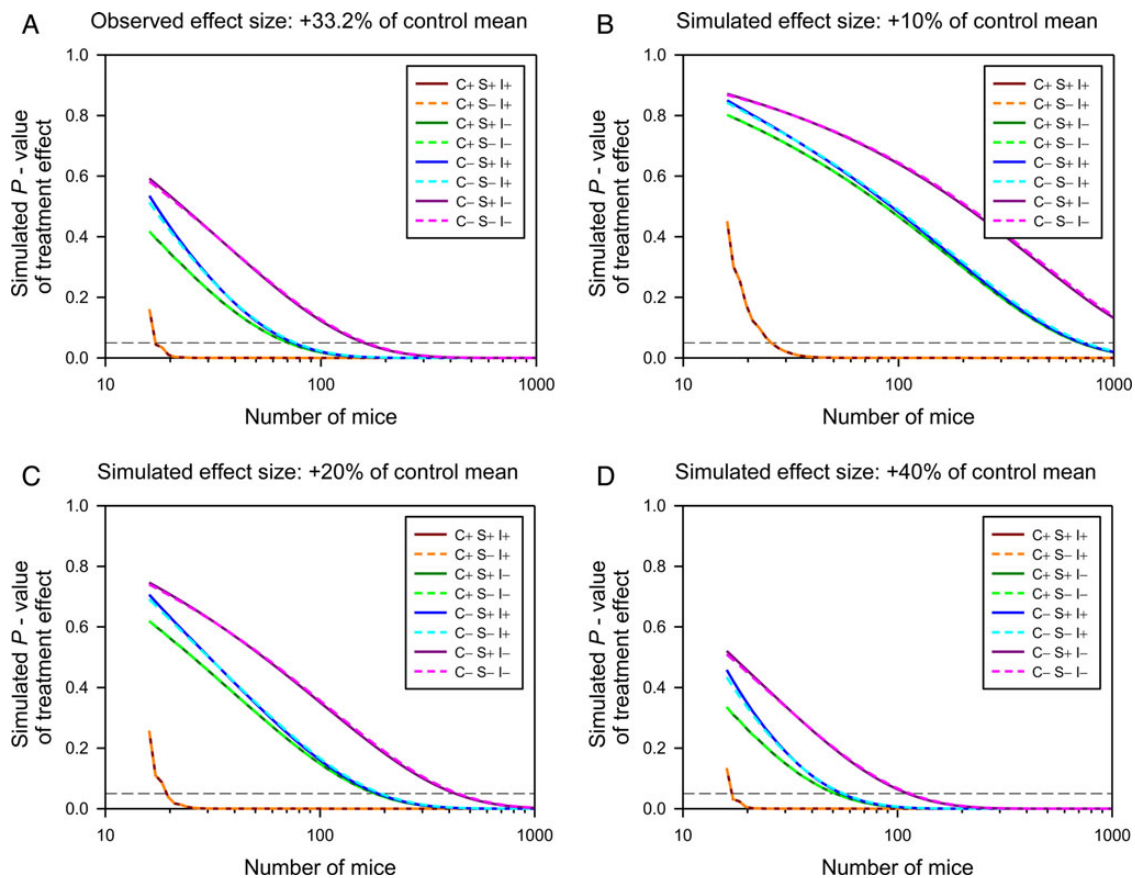 A
Observed effect size: +33.2% of control mean
Simulated P - value
of treatment effect
1.0
0.8
0.6
0.4
0.2
0.0
C+ S+ I+
C+ S− I+
C+ S+ I−
C+ S− I−
C− S+ I+
C− S− I+
C− S+ I−
C− S− I−
10
100
1000
Number of mice
B
Simulated effect size: +10% of control mean
Simulated P - value
of treatment effect
1.0
0.8
0.6
0.4
0.2
0.0
C+ S+ I+
C+ S− I+
C+ S+ I−
C+ S− I−
C− S+ I+
C− S− I+
C− S+ I−
C− S− I−
10
100
1000
Number of mice
C
Simulated effect size: +20% of control mean
Simulated P - value
of treatment effect
1.0
0.8
0.6
0.4
0.2
0.0
C+ S+ I+
C+ S− I+
C+ S+ I−
C+ S− I−
C− S+ I+
C− S− I+
C− S+ I−
C− S− I−
10
100
1000
Number of mice
D
Simulated effect size: +40% of control mean
Simulated P - value
of treatment effect
1.0
0.8
0.6
0.4
0.2
0.0
C+ S+ I+
C+ S− I+
C+ S+ I−
C+ S− I−
C− S+ I+
C− S− I+
C− S+ I−
C− S− I−
10
100
1000
Number of mice